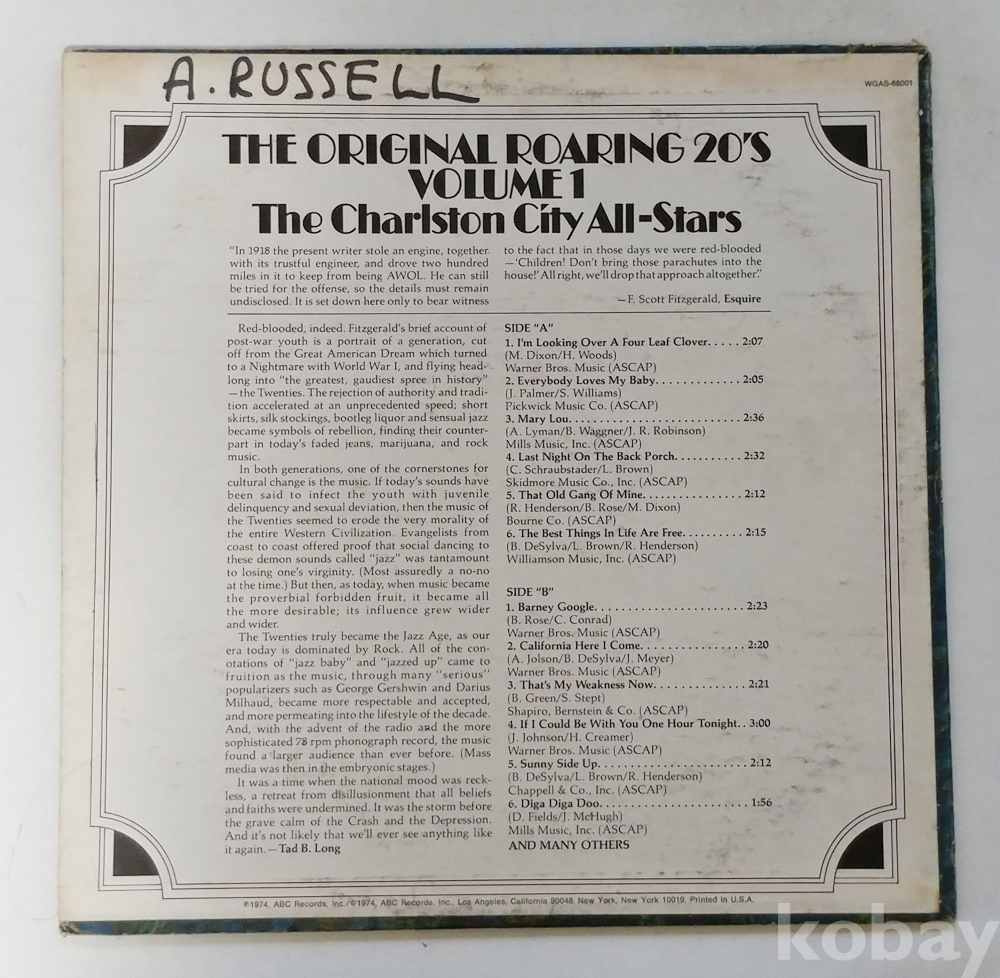 A. RUSSELL
WGAS-68001
THE ORIGINAL ROARING 20'S
VOLUME 1
The Charlston City All-Stars
"In 1918 the present writer stole an engine, together
with its trustful engineer, and drove two hundred
miles in it to keep from being AWOL. He can still
be tried for the offense, so the details must remain
undisclosed. It is set down here only to bear witness
to the fact that in those days we were red-blooded
—'Children! Don't bring those parachutes into the
house!' All right, we'll drop that approach altogether."
—F. Scott Fitzgerald, Esquire
Red-blooded, indeed. Fitzgerald's brief account of
post-war youth is a portrait of a generation, cut
off from the Great American Dream which turned
to a Nightmare with World War I, and flying head-
long into "the greatest, gaudiest spree in history"
—the Twenties. The rejection of authority and tradi-
tion accelerated at an unprecedented speed; short
skirts, silk stockings, bootleg liquor and sensual jazz
became symbols of rebellion, finding their counter-
part in today's faded jeans, marijuana, and rock
music.
In both generations, one of the cornerstones for
cultural change is the music. If today's sounds have
been said to infect the youth with juvenile
delinquency and sexual deviation, then the music of
the Twenties seemed to erode the very morality of
the entire Western Civilization. Evangelists from
coast to coast offered proof that social dancing to
these demon sounds called "jazz" was tantamount
to losing one's virginity. (Most assuredly a no-no
at the time.) But then, as today, when music became
the proverbial forbidden fruit, it became all
the more desirable; its influence grew wider
and wider.
The Twenties truly became the Jazz Age, as our
era today is dominated by Rock. All of the con-
otations of "jazz baby" and "jazzed up" came to
fruition as the music, through many "serious"
popularizers such as George Gershwin and Darius
Milhaud, became more respectable and accepted,
and more permeating into the lifestyle of the decade.
And, with the advent of the radio and the more
sophisticated 78 rpm phonograph record, the music
found a larger audience than ever before. (Mass
media was then in the embryonic stages.)
It was a time when the national mood was reck-
less, a retreat from disillusionment that all beliefs
and faiths were undermined. It was the storm before
the grave calm of the Crash and the Depression.
And it's not likely that we'll ever see anything like
it again. — Tad B. Long
SIDE "A"
1. I'm Looking Over A Four Leaf Clover. . . . . 2:07
(M. Dixon/H. Woods)
Warner Bros. Music (ASCAP)
2. Everybody Loves My Baby. . . . . . . . . . . . . 2:05
(J. Palmer/S. Williams)
Pickwick Music Co. (ASCAP)
3. Mary Lou. . . . . . . . . . . . . . . . . . . . . . . . . . 2:36
(A. Lyman/B. Waggner/J. R. Robinson)
Mills Music, Inc. (ASCAP)
4. Last Night On The Back Porch. . . . . . . . . . 2:32
(C. Schraubstader/L. Brown)
Skidmore Music Co., Inc. (ASCAP)
5. That Old Gang Of Mine. . . . . . . . . . . . . . . 2:12
(R. Henderson/B. Rose/M. Dixon)
Bourne Co. (ASCAP)
6. The Best Things In Life Are Free. . . . . . . . . 2:15
(B. DeSylva/L. Brown/R. Henderson)
Williamson Music, Inc. (ASCAP)
SIDE "B"
1. Barney Google. . . . . . . . . . . . . . . . . . . . . . 2:23
(B. Rose/C. Conrad)
Warner Bros. Music (ASCAP)
2. California Here I Come. . . . . . . . . . . . . . . 2:20
(A. Jolson/B. DeSylva/J. Meyer)
Warner Bros. Music (ASCAP)
3. That's My Weakness Now. . . . . . . . . . . . . 2:21
(B. Green/S. Stept)
Shapiro, Bernstein & Co. (ASCAP)
4. If I Could Be With You One Hour Tonight. . 3:00
(J. Johnson/H. Creamer)
Warner Bros. Music (ASCAP)
5. Sunny Side Up. . . . . . . . . . . . . . . . . . . . . . 2:12
(B. DeSylva/L. Brown/R. Henderson)
Chappell & Co., Inc. (ASCAP)
6. Diga Diga Doo. . . . . . . . . . . . . . . . . . . . . . 1:56
(D. Fields/J. McHugh)
Mills Music, Inc. (ASCAP)
AND MANY OTHERS
℗1974, ABC Records, Inc./©1974, ABC Records, Inc., Los Angeles, California 90048, New York, New York 10019, Printed in U.S.A.
kobay